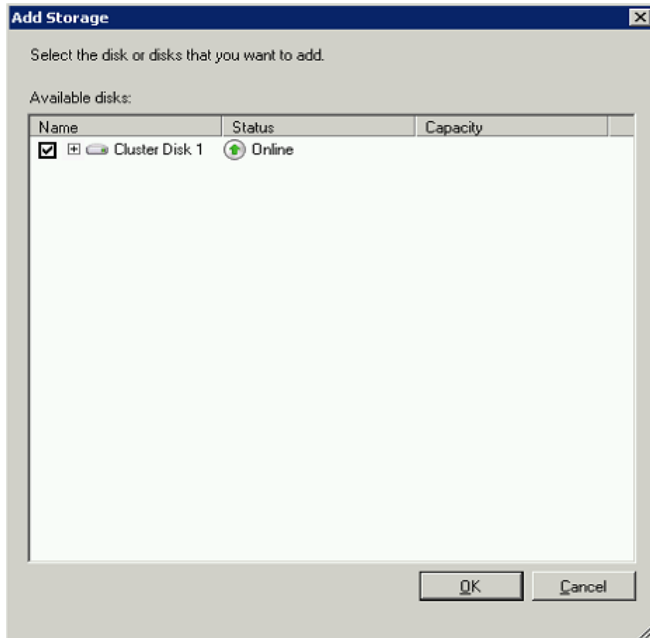 Add Storage
Select the disk or disks that you want to add.
Available disks:
Name Status Capacity
Cluster Disk 1 Online
OK Cancel